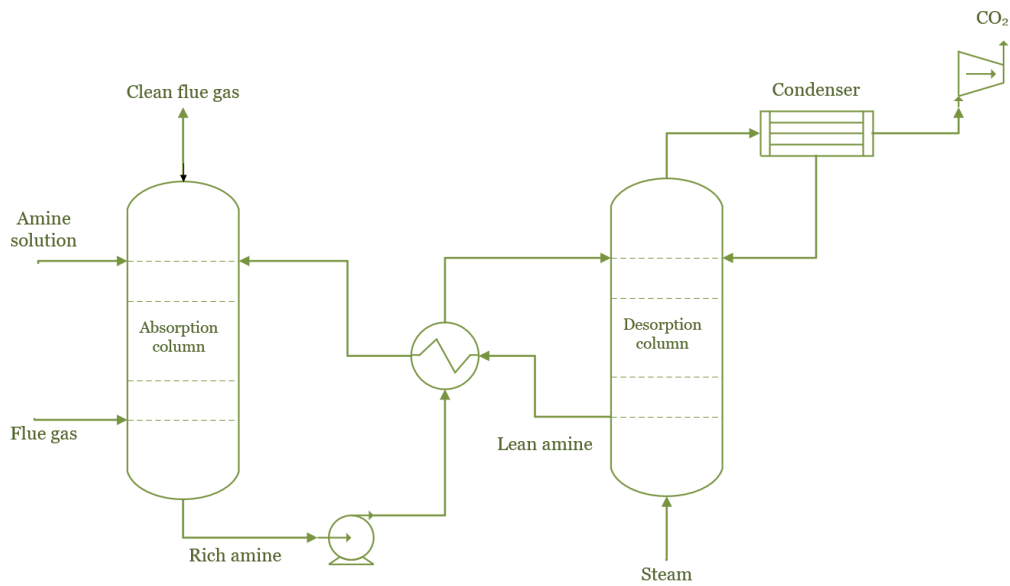 CO₂
Condenser
Clean flue gas
Amine
solution
Absorption
column
Desorption
column
Flue gas
Lean amine
Rich amine
Steam